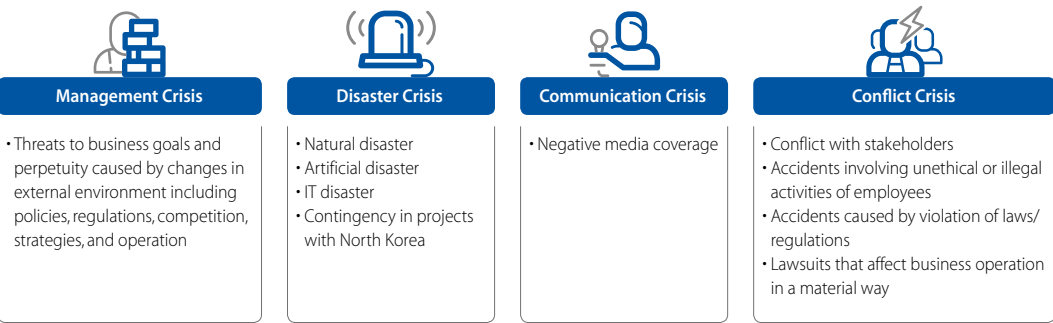 Management Crisis
• Threats to business goals and
perpetuity caused by changes in
external environment including
policies, regulations, competition,
strategies, and operation
Disaster Crisis
• Natural disaster
• Artificial disaster
• IT disaster
• Contingency in projects
with North Korea
Communication Crisis
• Negative media coverage
Conflict Crisis
• Conflict with stakeholders
• Accidents involving unethical or illegal
activities of employees
• Accidents caused by violation of laws/
regulations
• Lawsuits that affect business operation
in a material way